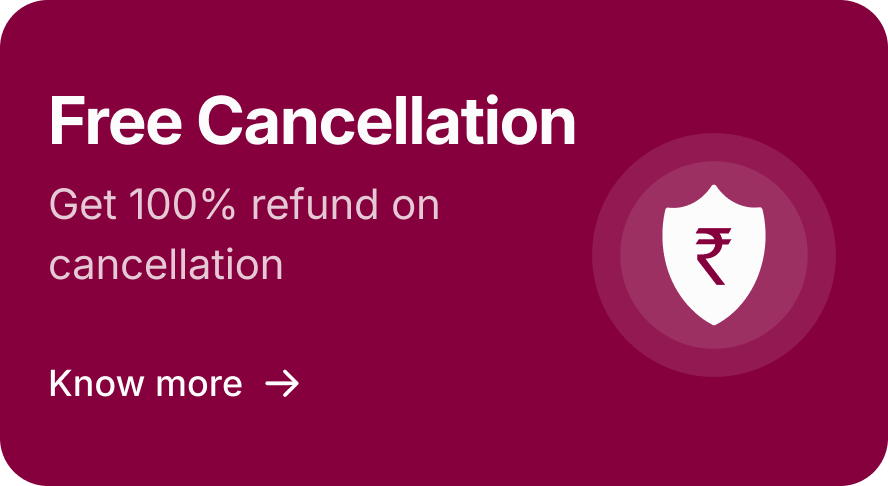 Free Cancellation
Get 100% refund on
cancellation
₹
Know more →